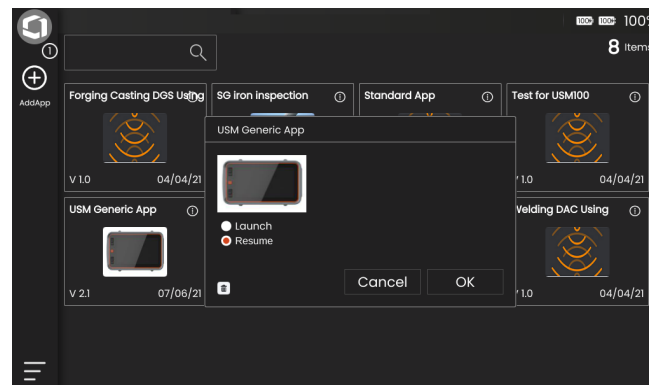 100% 100% 100%
1
8 Items
AddApp
Forging Casting DGS Using
SG iron inspection
Standard App
Test for USM100
USM Generic App
V 1.0 04/04/21
V 1.0 04/04/21
USM Generic App
Welding DAC Using
Launch
Resume
Cancel
OK
V 2.1 07/06/21
V 1.0 04/04/21